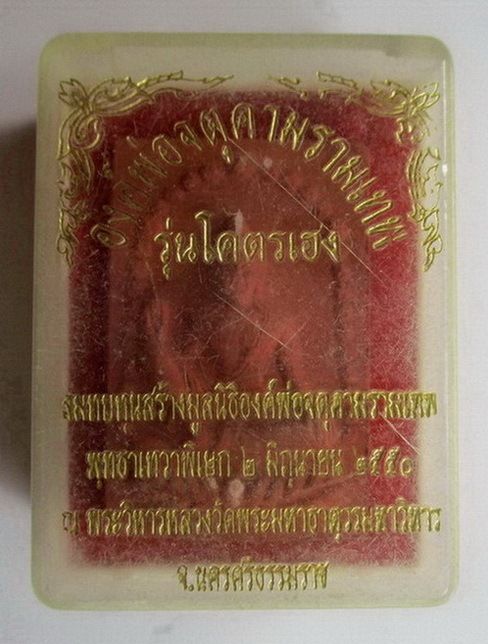 องค์พ่อจตุคามรามเทพ
รุ่นโคตรเฮง
สมทบทุนสร้างมูลนิธิองค์พ่อจตุคามรามเทพ
พุทธาเทวาพิเษก ๒ มิถุนายน ๒๕๕๐
ณ พระวิหารหลวงวัดพระมหาธาตุวรมหาวิหาร
จ.นครศรีธรรมราช